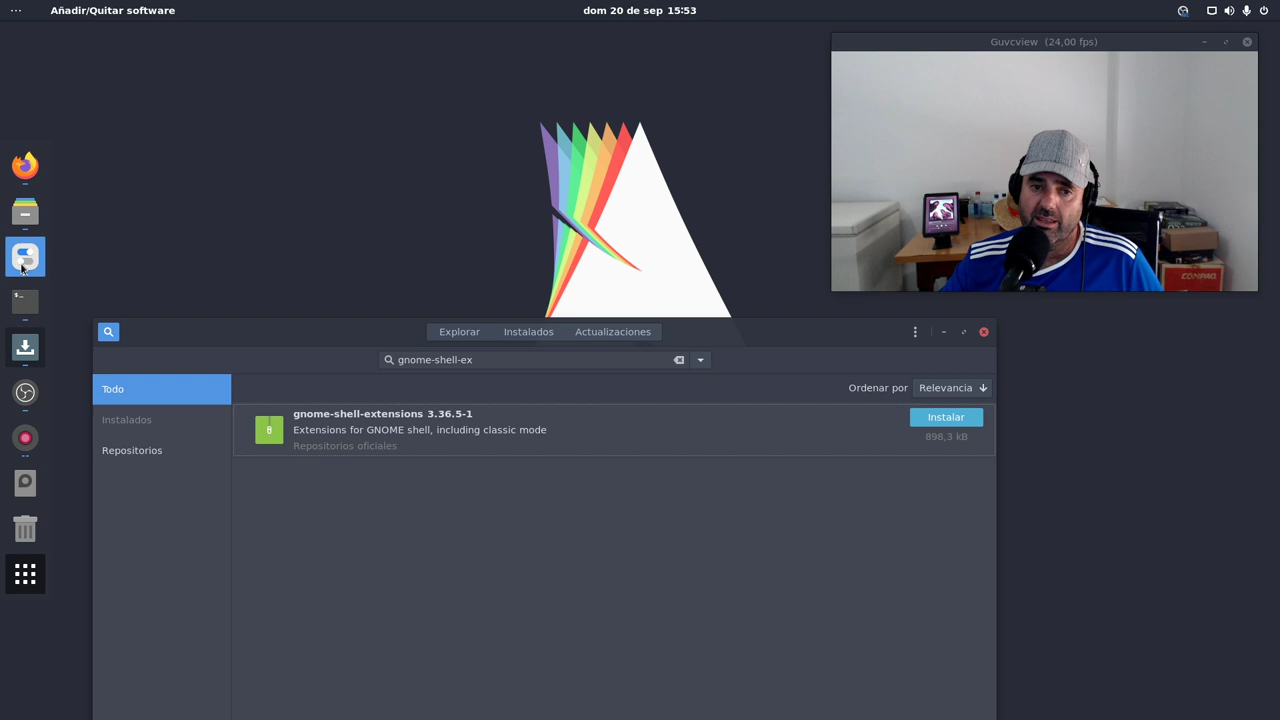 Añadir/Quitar software
dom 20 de sep 15:53
Guvcview (24,00 fps)
COMPAQ
Explorar
Instalados
Actualizaciones
gnome-shell-ex
Todo
Instalados
Repositorios
Ordenar por
Relevancia
gnome-shell-extensions 3.36.5-1
Extensions for GNOME shell, including classic mode
Repositorios oficiales
Instalar
898,3 kB